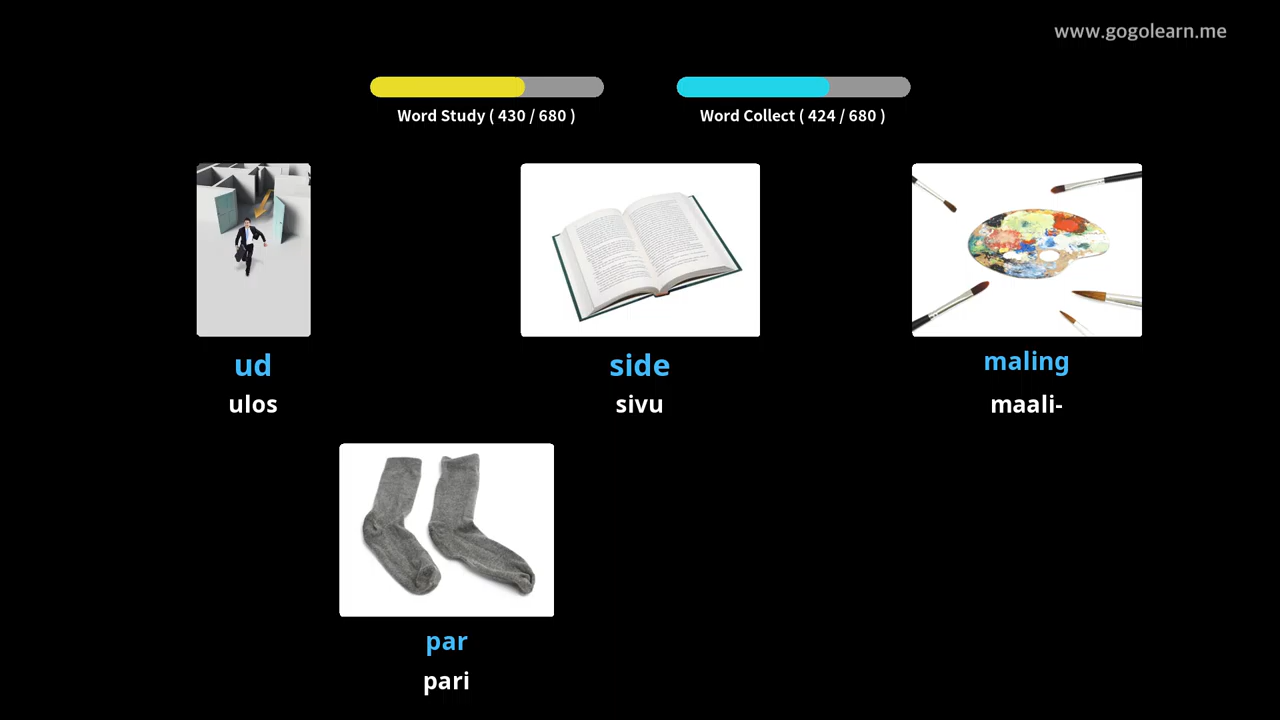 www.gogolearn.me
Word Study ( 430 / 680 )
Word Collect ( 424 / 680 )
ud
ulos
side
sivu
maling
maali-
par
pari